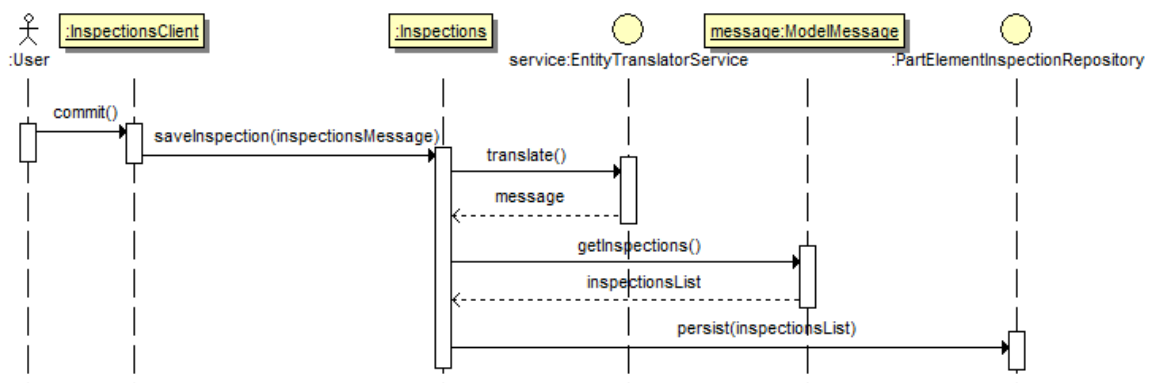 :InspectionsClient
:Inspections
message:ModelMessage
:User
service:EntityTranslatorService
:PartElementInspectionRepository
commit()
saveInspection(inspectionsMessage)
translate()
message
getInspections()
inspectionsList
persist(inspectionsList)